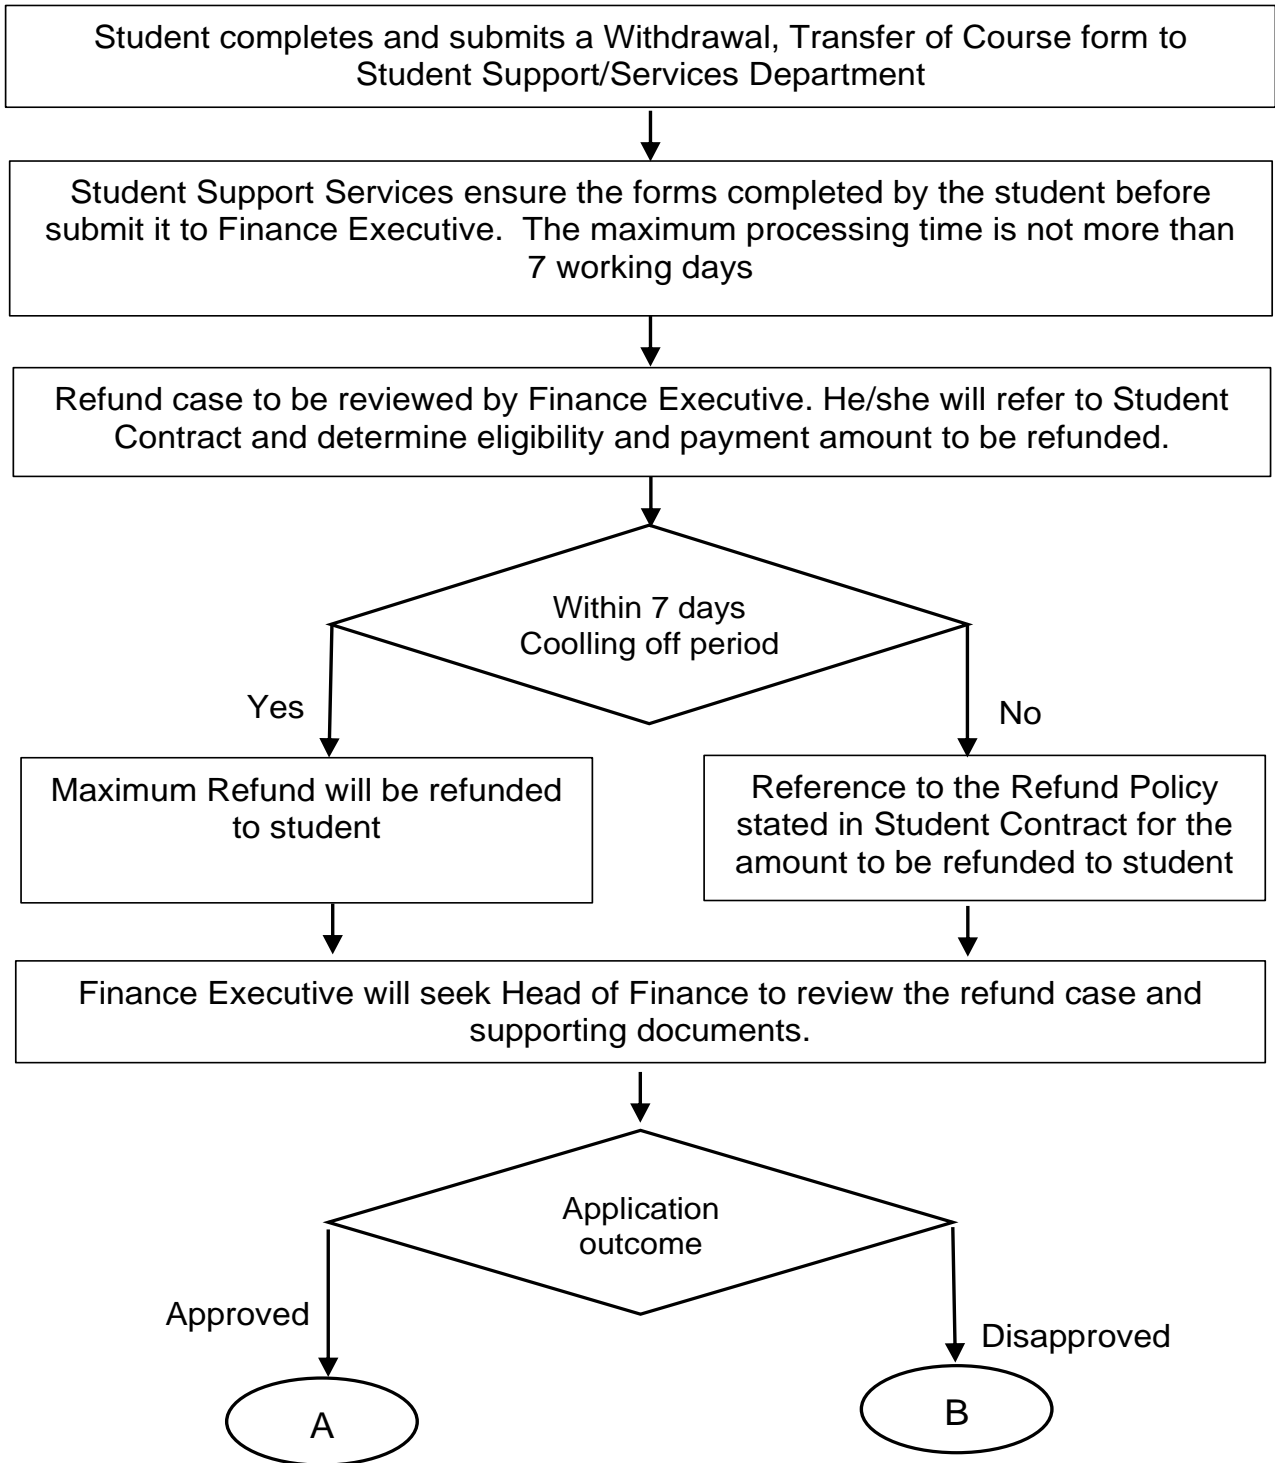 Student completes and submits a Withdrawal, Transfer of Course form to
Student Support/Services Department
Student Support Services ensure the forms completed by the student before
submit it to Finance Executive. The maximum processing time is not more than
7 working days
Refund case to be reviewed by Finance Executive. He/she will refer to Student
Contract and determine eligibility and payment amount to be refunded.
Within 7 days
Coolling off period
Yes
No
Maximum Refund will be refunded
to student
Reference to the Refund Policy
stated in Student Contract for the
amount to be refunded to student
Finance Executive will seek Head of Finance to review the refund case and
supporting documents.
Application
outcome
Approved
Disapproved
A
B